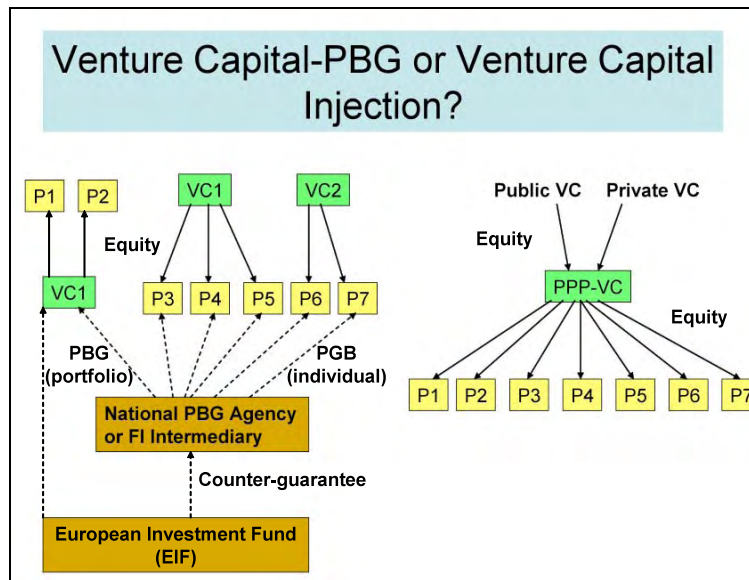 Venture Capital-PBG or Venture Capital
Injection?
P1
P2
VC1
VC2
Public VC
Private VC
Equity
Equity
VC1
P3
P4
P5
P6
P7
PPP-VC
Equity
PBG
(portfolio)
PGB
(individual)
P1
P2
P3
P4
P5
P6
P7
National PBG Agency
or FI Intermediary
Counter-guarantee
European Investment Fund
(EIF)